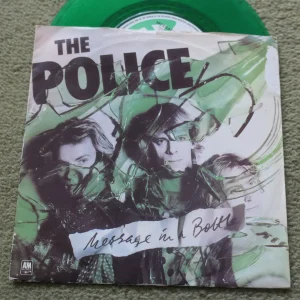 THE
POLICE
Message in a Bottle
A&M